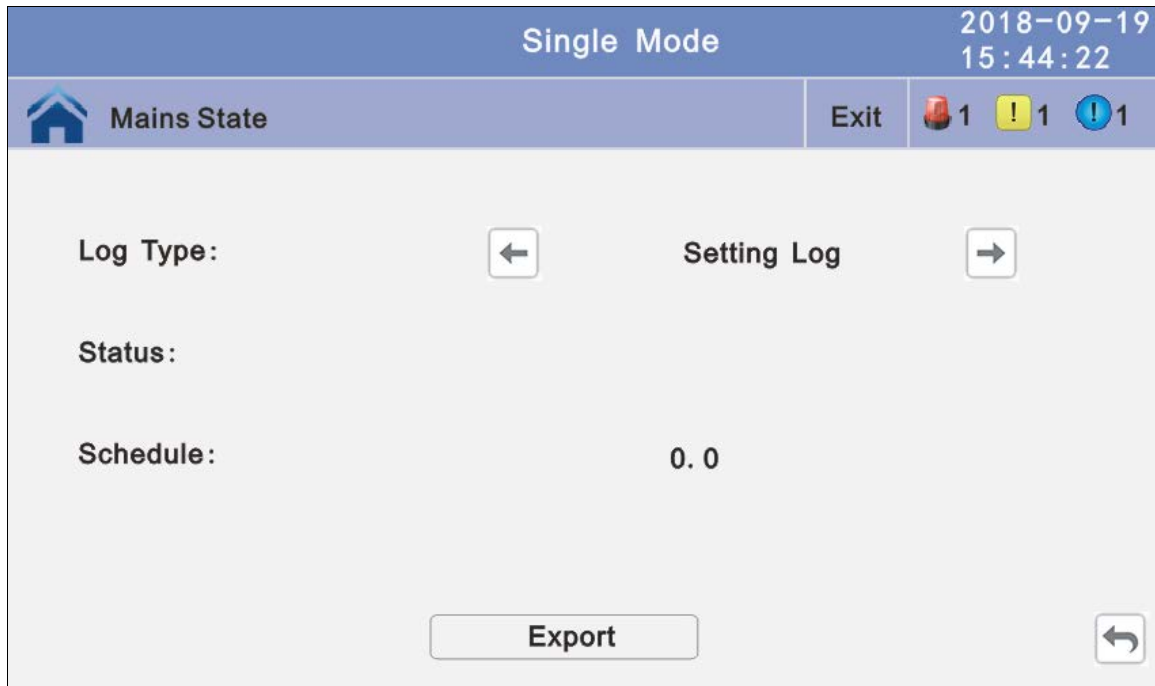 Single Mode
2018-09-19
15:44:22
Mains State
Exit
1
! 1
! 1
Log Type:
Setting Log
Status:
Schedule:
0.0
Export